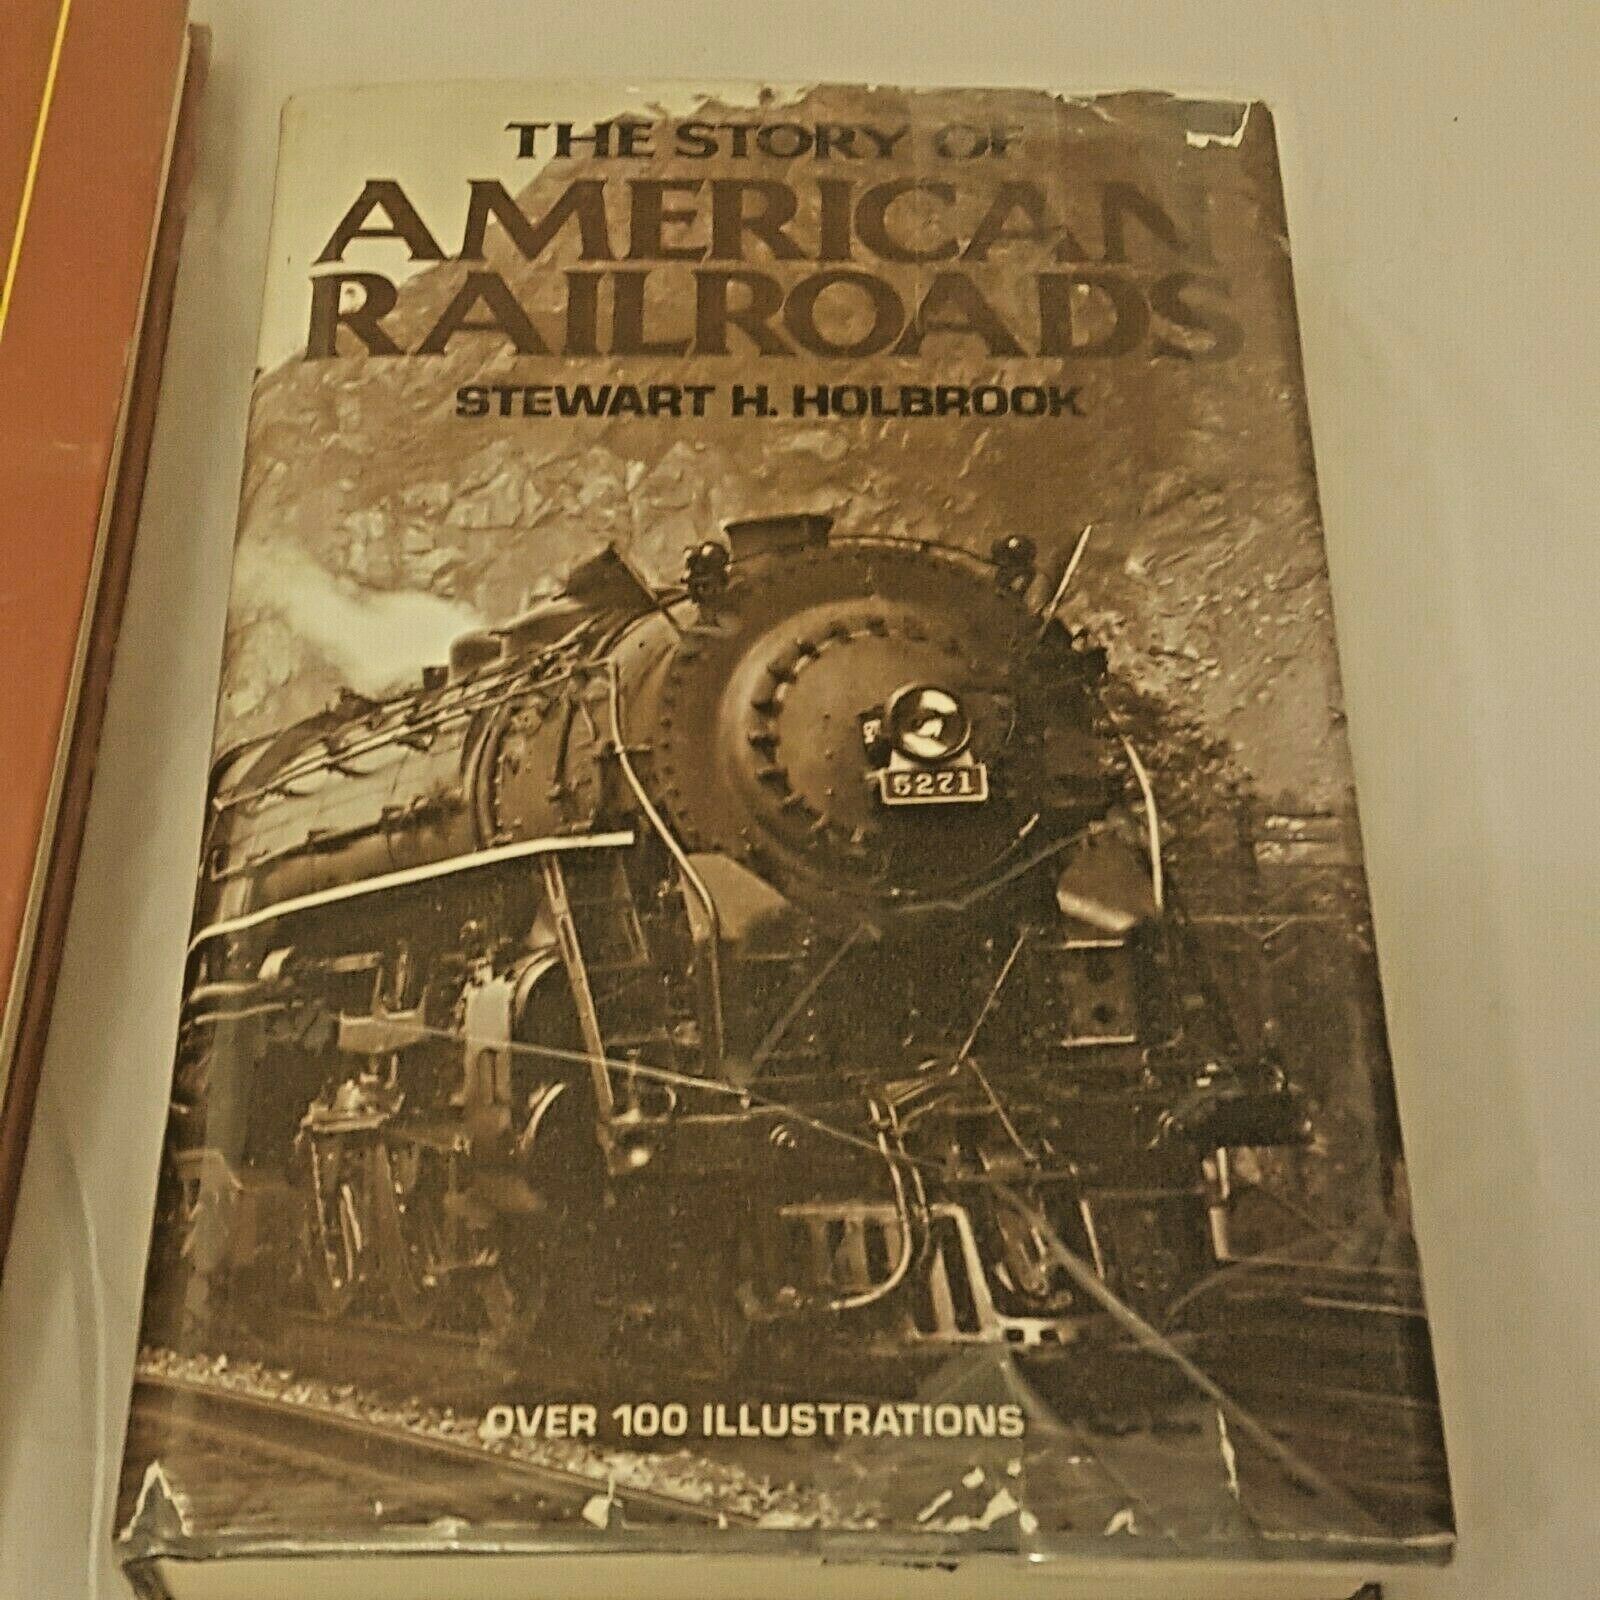 THE STORY OF
AMERICAN
RAILROADS
STEWART H. HOLBROOK
5271
OVER 100 ILLUSTRATIONS